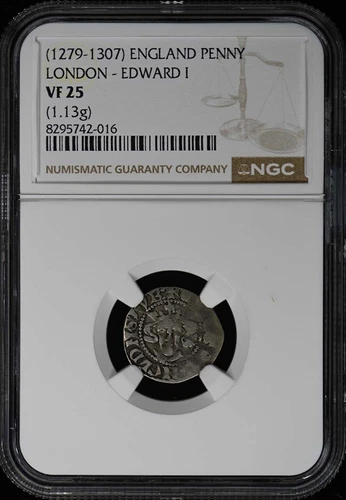 (1279-1307) ENGLAND PENNY
LONDON - EDWARD I
VF 25
(1.13g)
8295742-016
NUMISMATIC GUARANTY COMPANY NGC